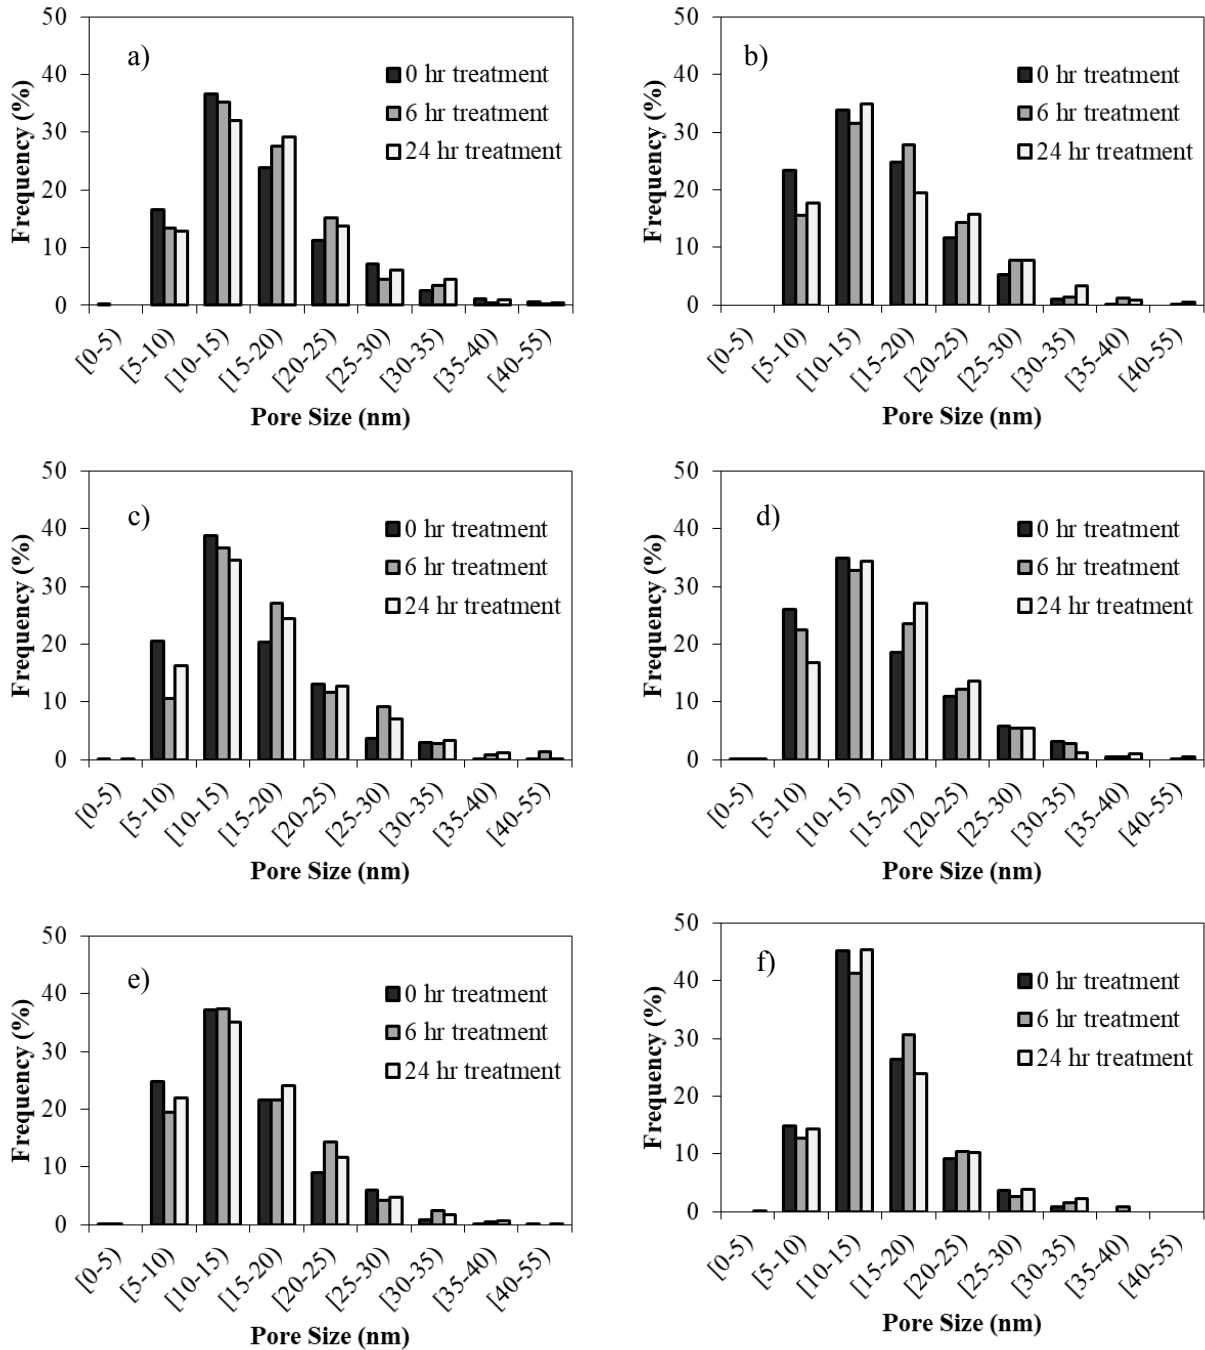 a)
Frequency (%)
50
40
30
20
10
0
0 hr treatment
6 hr treatment
24 hr treatment
[0-5)
[5-10)
[10-15)
[15-20)
[20-25)
[25-30)
[30-35)
[35-40)
[40-55)
Pore Size (nm)
b)
Frequency (%)
50
40
30
20
10
0
0 hr treatment
6 hr treatment
24 hr treatment
[0-5)
[5-10)
[10-15)
[15-20)
[20-25)
[25-30)
[30-35)
[35-40)
[40-55)
Pore Size (nm)
c)
Frequency (%)
50
40
30
20
10
0
0 hr treatment
6 hr treatment
24 hr treatment
[0-5)
[5-10)
[10-15)
[15-20)
[20-25)
[25-30)
[30-35)
[35-40)
[40-55)
Pore Size (nm)
d)
Frequency (%)
50
40
30
20
10
0
0 hr treatment
6 hr treatment
24 hr treatment
[0-5)
[5-10)
[10-15)
[15-20)
[20-25)
[25-30)
[30-35)
[35-40)
[40-55)
Pore Size (nm)
e)
Frequency (%)
50
40
30
20
10
0
0 hr treatment
6 hr treatment
24 hr treatment
[0-5)
[5-10)
[10-15)
[15-20)
[20-25)
[25-30)
[30-35)
[35-40)
[40-55)
Pore Size (nm)
f)
Frequency (%)
50
40
30
20
10
0
0 hr treatment
6 hr treatment
24 hr treatment
[0-5)
[5-10)
[10-15)
[15-20)
[20-25)
[25-30)
[30-35)
[35-40)
[40-55)
Pore Size (nm)